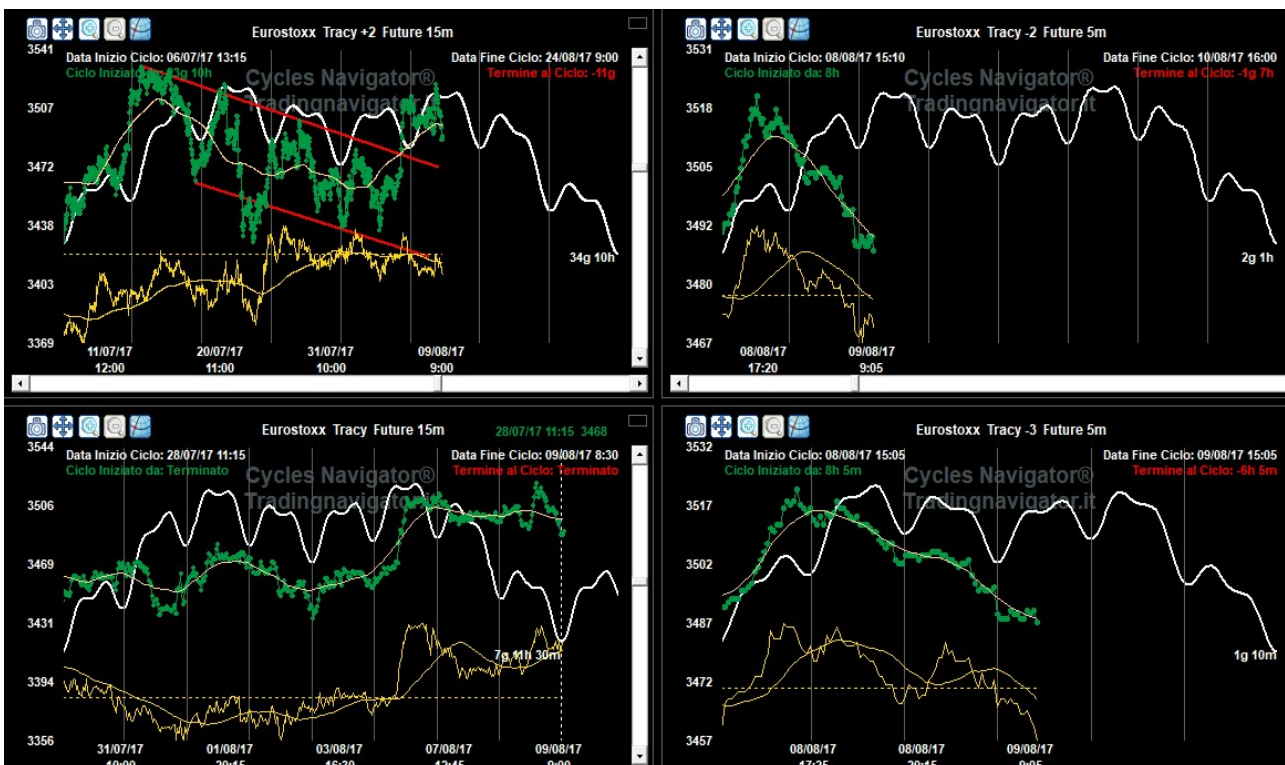 Eurostoxx Tracy +2 Future 15m
3541
Data Inizio Ciclo: 06/07/17 13:15
Data Fine Ciclo: 24/08/17 9:00
Ciclo Iniziato
10h
Termine al Ciclo: -11g
Cycles Navigator®
Tradingnavigator.it
3507
3472
3438
3403
3369
34g 10h
11/07/17 20/07/17 31/07/17 09/08/17
12:00 11:00 10:00 9:00
Eurostoxx Tracy -2 Future 5m
3531
Data Inizio Ciclo: 08/08/17 15:10
Data Fine Ciclo: 10/08/17 16:00
Ciclo Iniziato da: 8h
Termine al Ciclo: -1g 7h
Cycles Navigator®
Tradingnavigator.it
3518
3505
3492
3480
3467
2g 1h
08/08/17 09/08/17
17:20 9:05
Eurostoxx Tracy Future 15m
28/07/17 11:15 3468
3544
Data Inizio Ciclo: 28/07/17 11:15
Data Fine Ciclo: 09/08/17 8:30
Ciclo Iniziato da: Terminato
Termine al Ciclo: Terminato
Cycles Navigator®
Tradingnavigator.it
3506
3469
3431
3394
3356
7g 11h 30m
31/07/17 01/08/17 03/08/17 07/08/17 09/08/17
Eurostoxx Tracy -3 Future 5m
3532
Data Inizio Ciclo: 08/08/17 15:05
Data Fine Ciclo: 09/08/17 15:05
Ciclo Iniziato da: 8h 5m
Termine al Ciclo: -6h 5m
Cycles Navigator®
Tradingnavigator.it
3517
3502
3487
3472
3457
1g 10m
08/08/17 08/08/17 09/08/17